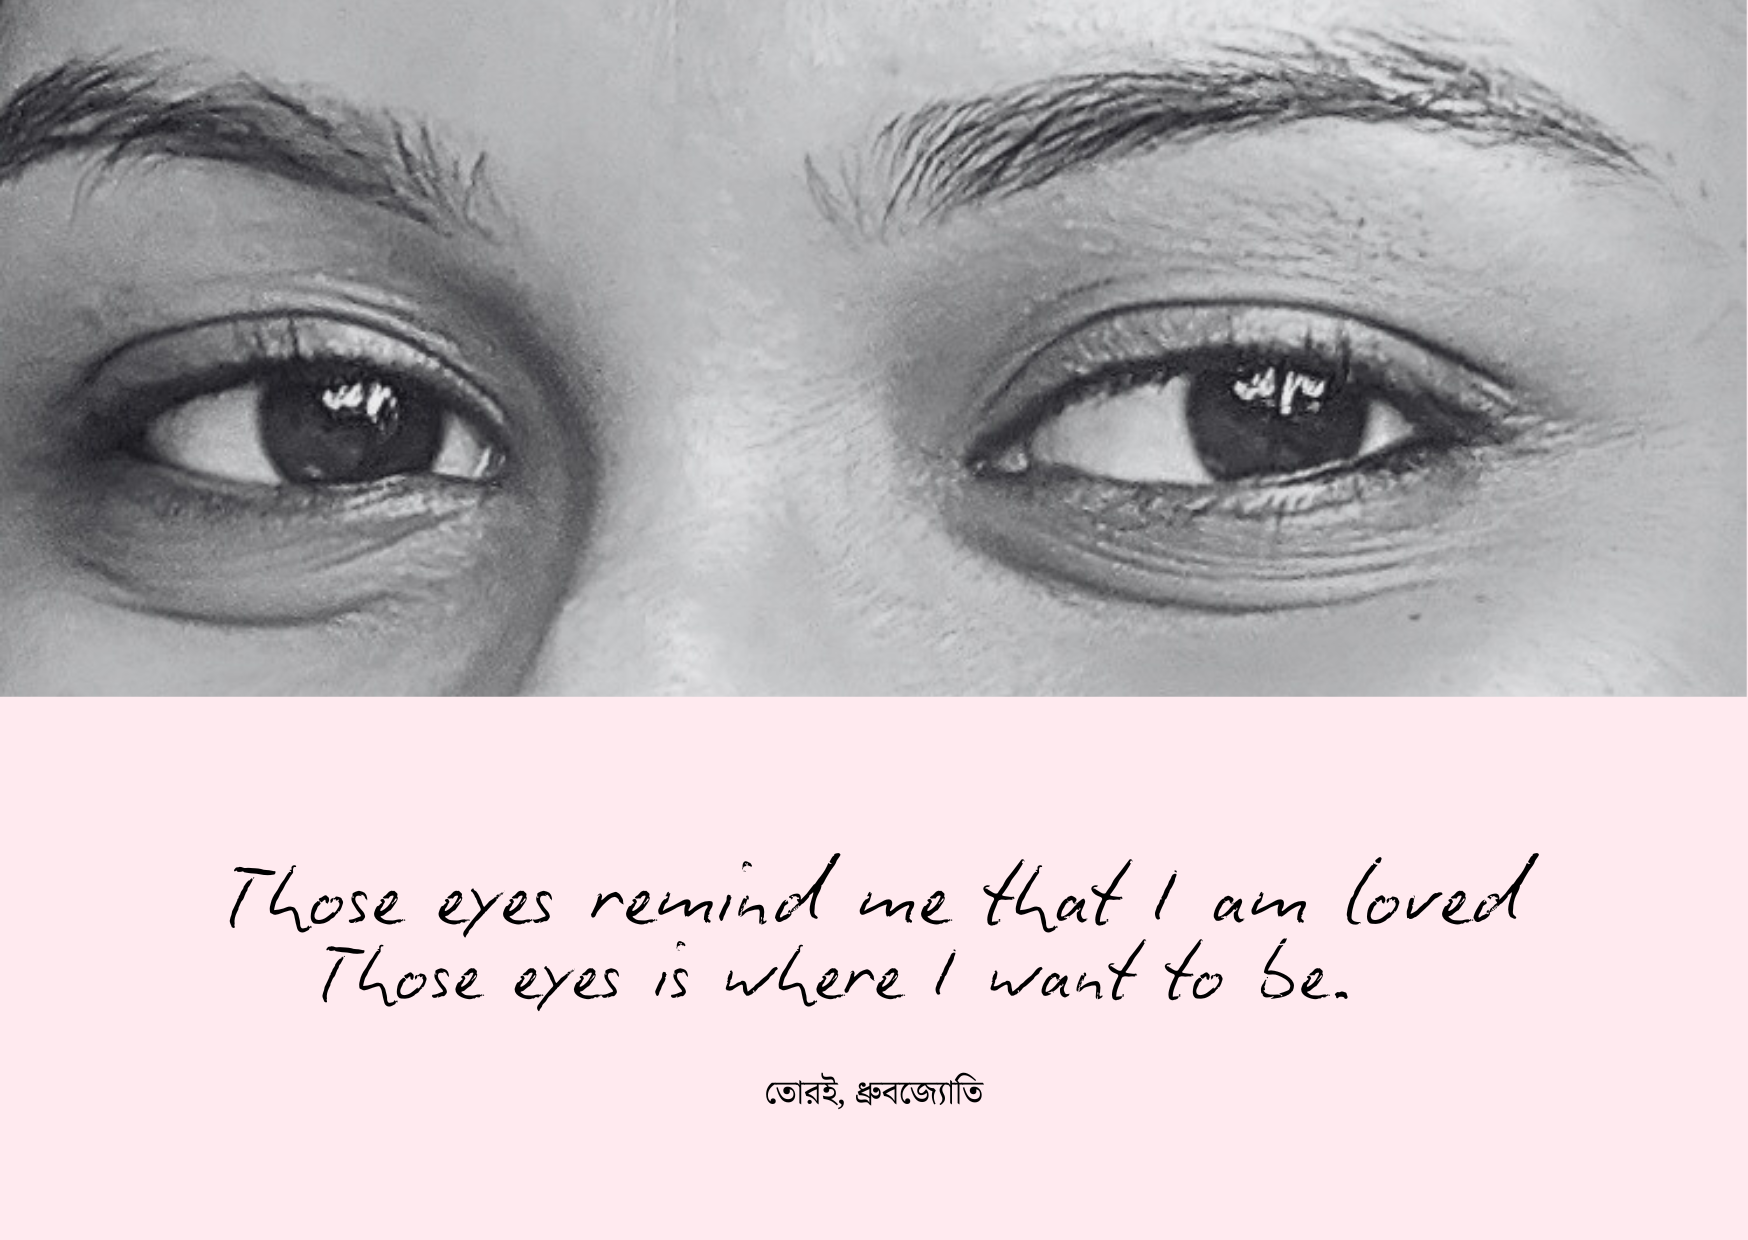 Those eyes remind me that I am loved
Those eyes is where I want to be.
তোরই, ধ্রুবজ্যোতি